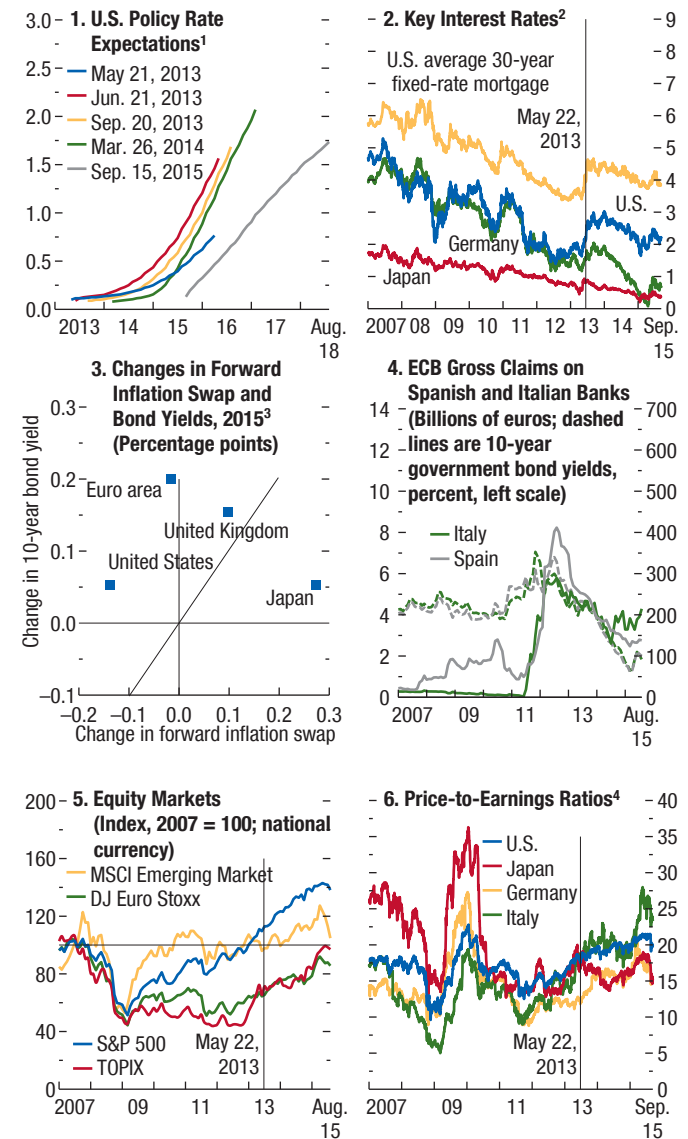 1. U.S. Policy Rate
Expectations¹
3.0
2.5
2.0
1.5
1.0
0.5
0.0
May 21, 2013
Jun. 21, 2013
Sep. 20, 2013
Mar. 26, 2014
Sep. 15, 2015
2013 14 15 16 17 Aug.
18
2. Key Interest Rates²
9
8
7
6
5
4
3
2
1
0
U.S. average 30-year
fixed-rate mortgage
May 22,
2013
U.S.
Germany
Japan
2007 08 09 10 11 12 13 14 Sep.
15
3. Changes in Forward
Inflation Swap and
Bond Yields, 2015³
(Percentage points)
Change in 10-year bond yield
0.3
0.2
0.1
0.0
–0.1
Euro area
United Kingdom
United States
Japan
–0.2 –0.1 0.0 0.1 0.2 0.3
Change in forward inflation swap
4. ECB Gross Claims on
Spanish and Italian Banks
(Billions of euros; dashed
lines are 10-year
government bond yields,
percent, left scale)
14
12
10
8
6
4
2
0
700
600
500
400
300
200
100
0
Italy
Spain
2007 09 11 13 Aug.
15
5. Equity Markets
(Index, 2007 = 100; national
currency)
200
160
120
80
40
0
MSCI Emerging Market
DJ Euro Stoxx
S&P 500
TOPIX
May 22,
2013
2007 09 11 13 Aug.
15
6. Price-to-Earnings Ratios⁴
40
35
30
25
20
15
10
5
0
U.S.
Japan
Germany
Italy
May 22,
2013
2007 09 10 11 13 Sep.
15